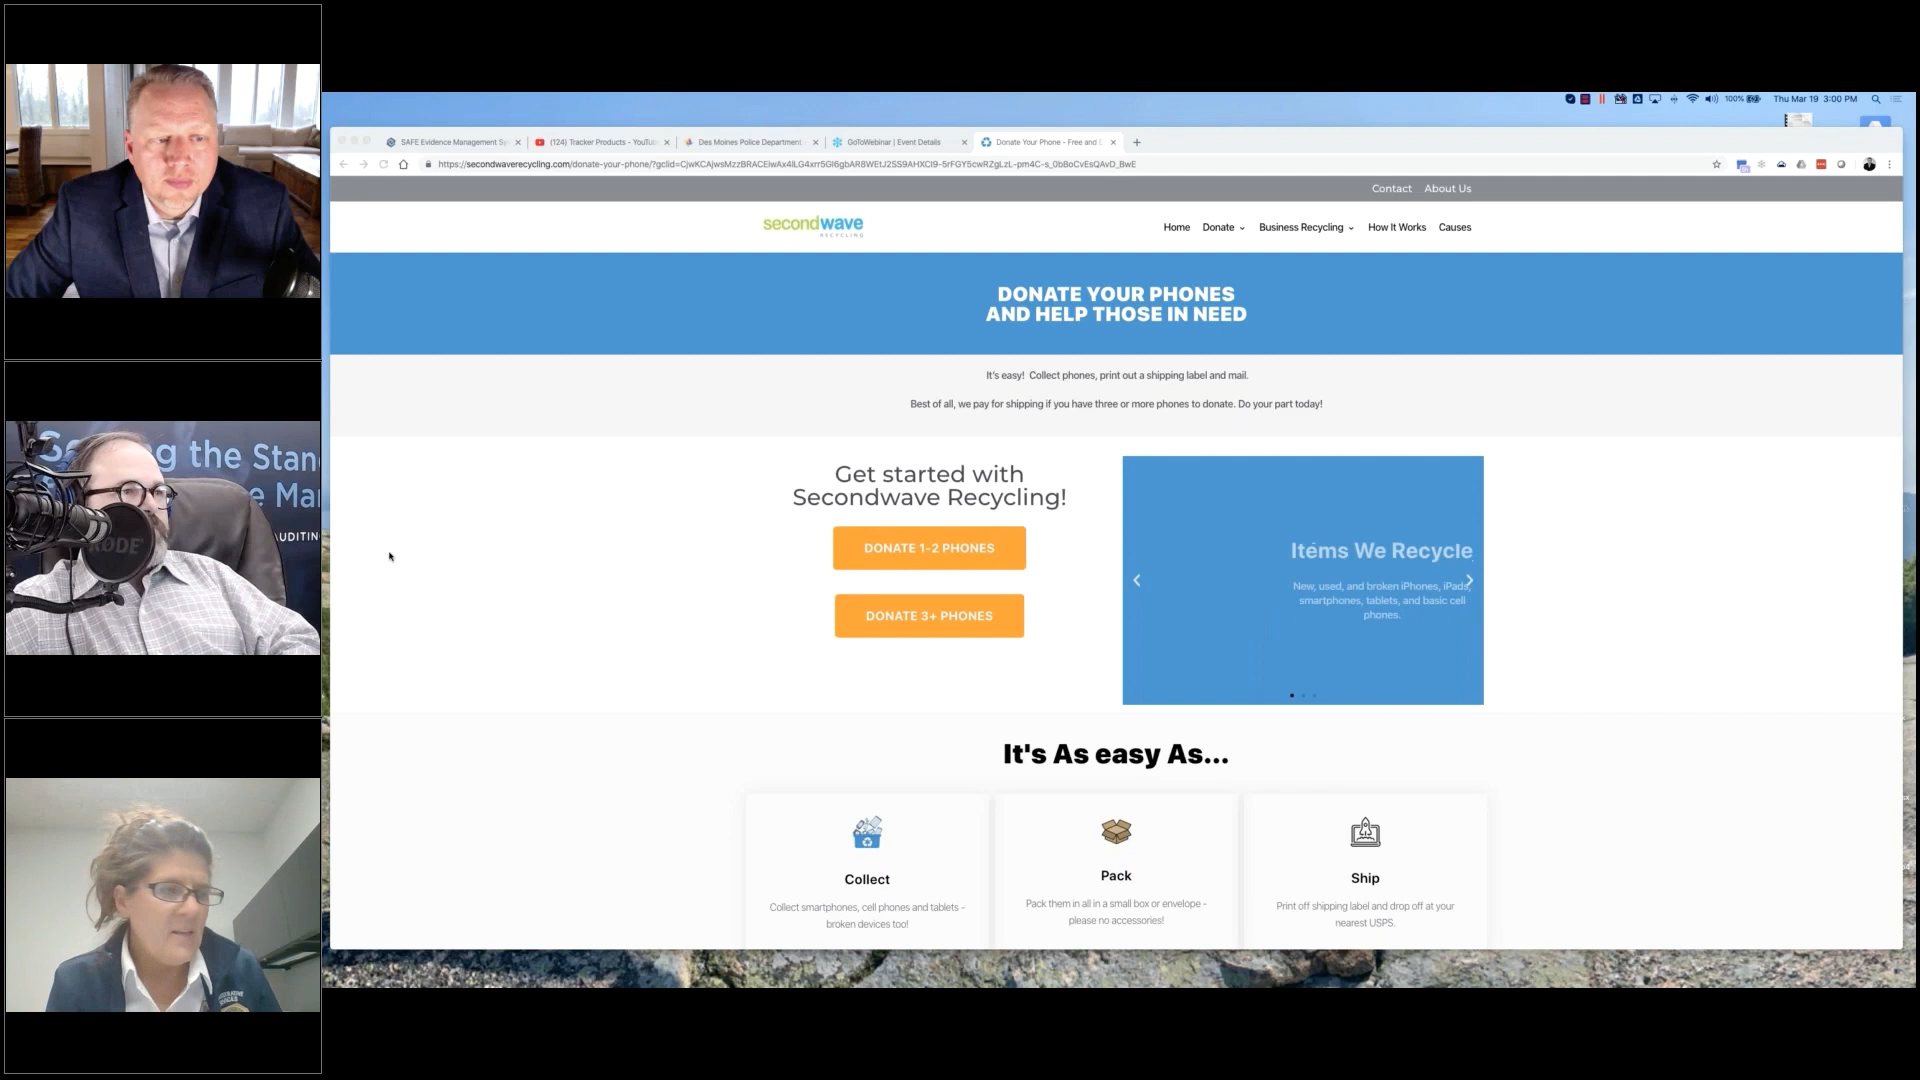 100%
Thu Mar 19 3:00 PM
SAFE Evidence Management Sy
(124) Tracker Products - YouTub
Des Moines Police Department
GoToWebinar | Event Details
Donate Your Phone - Free and E
Contact About Us
secondwave
RECYCLING
Home Donate Business Recycling How It Works Causes
DONATE YOUR PHONES
AND HELP THOSE IN NEED
It's easy! Collect phones, print out a shipping label and mail.
Best of all, we pay for shipping if you have three or more phones to donate. Do your part today!
Get started with
Secondwave Recycling!
DONATE 1-2 PHONES
DONATE 3+ PHONES
Items We Recycle
New, used, and broken iPhones, iPads,
smartphones, tablets, and basic cell
phones.
It's As easy As...
Collect
Collect smartphones, cell phones and tablets -
broken devices too!
Pack
Pack them in all in a small box or envelope -
please no accessories!
Ship
Print off shipping label and drop off at your
nearest USPS.
g the Stan
e Ma
AUDITIN
RØDE